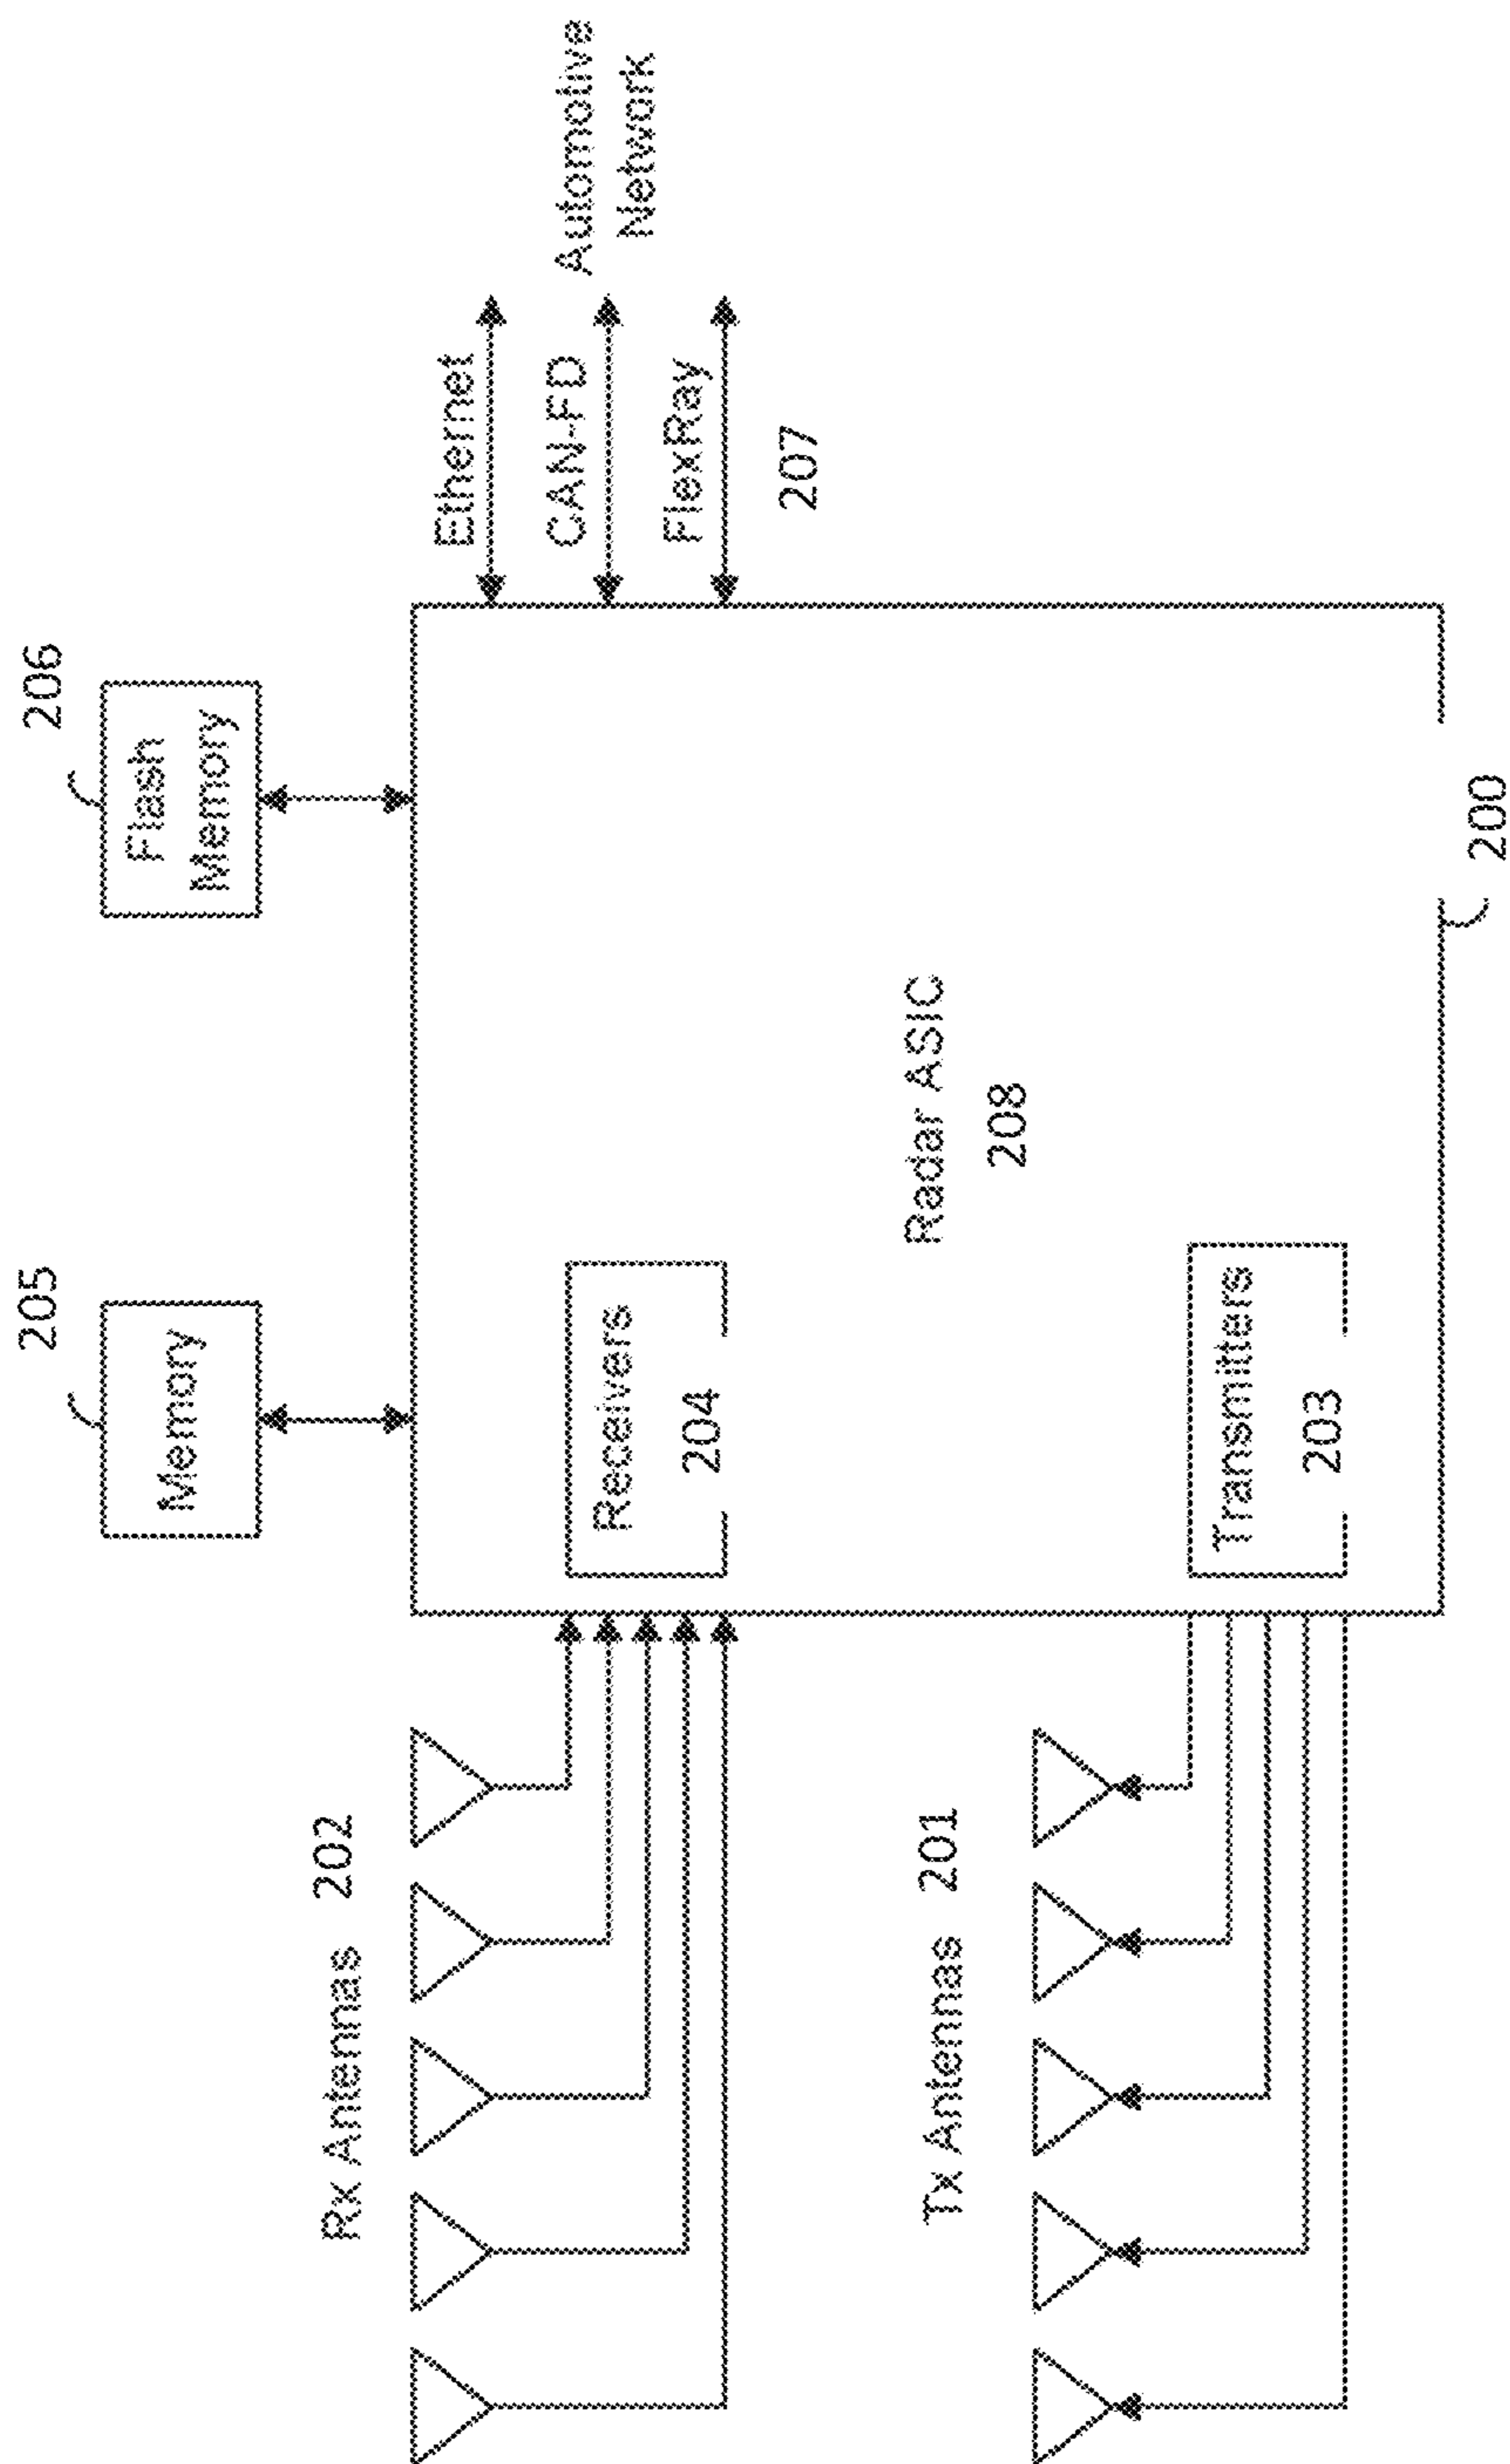 205
206
Memory
Flash
Memory
Rx Antennas 202
Ethernet
CAN-FD
FlexRay
207
Automotive
Network
Receivers
204
Radar ASIC
208
Tx Antennas 201
Transmitters
203
200